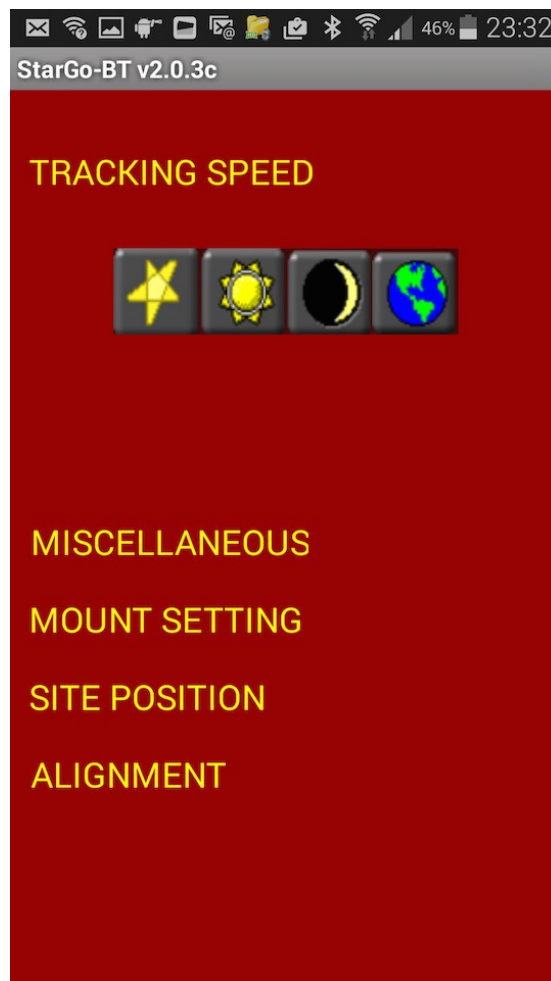 46% 23:32
StarGo-BT v2.0.3c
TRACKING SPEED
MISCELLANEOUS
MOUNT SETTING
SITE POSITION
ALIGNMENT